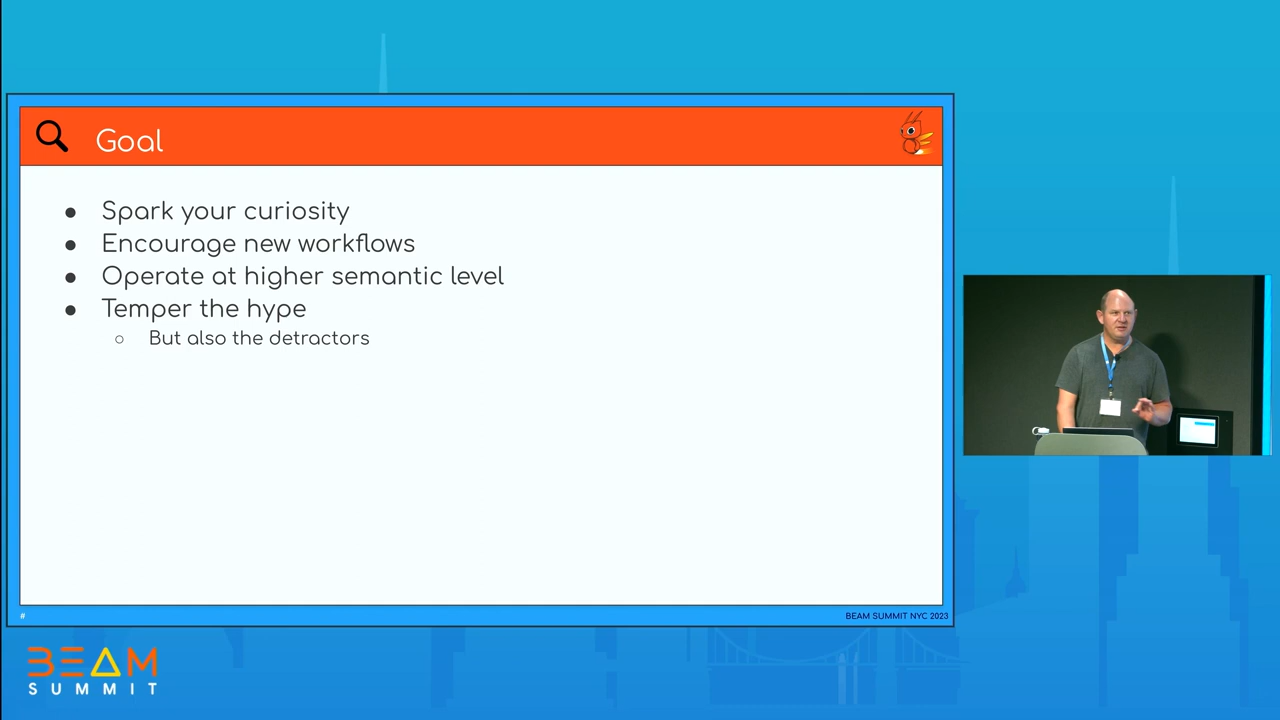 Goal
● Spark your curiosity
● Encourage new workflows
● Operate at higher semantic level
● Temper the hype
○ But also the detractors
#
BEAM SUMMIT NYC 2023
BEAM
SUMMIT